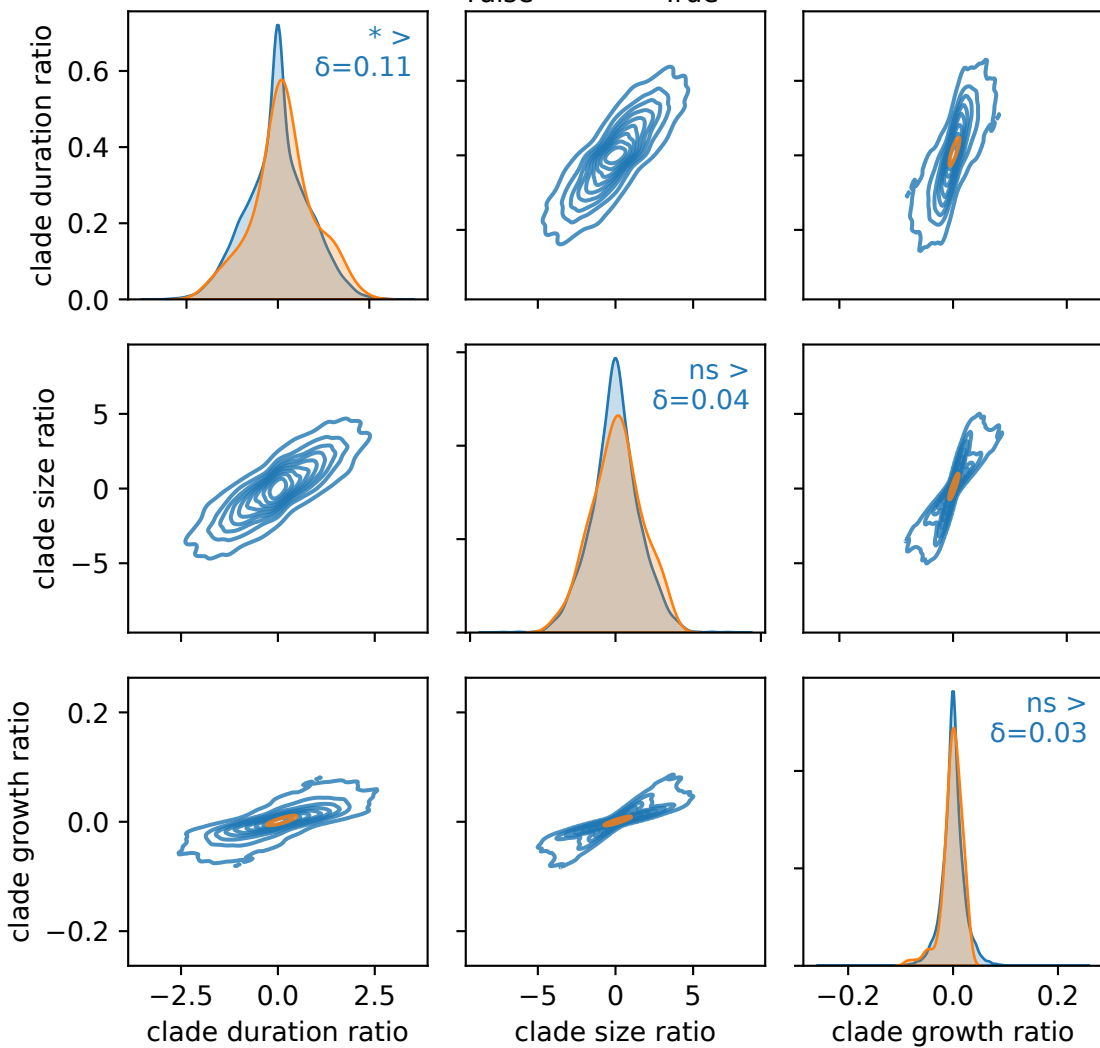 True
clade duration ratio
0.6
0.4
0.2
0.0
* >
δ=0.11
clade size ratio
5
0
−5
ns >
δ=0.04
clade growth ratio
0.2
0.0
−0.2
ns >
δ=0.03
−2.5 0.0 2.5
−5 0 5
−0.2 0.0 0.2
clade duration ratio
clade size ratio
clade growth ratio